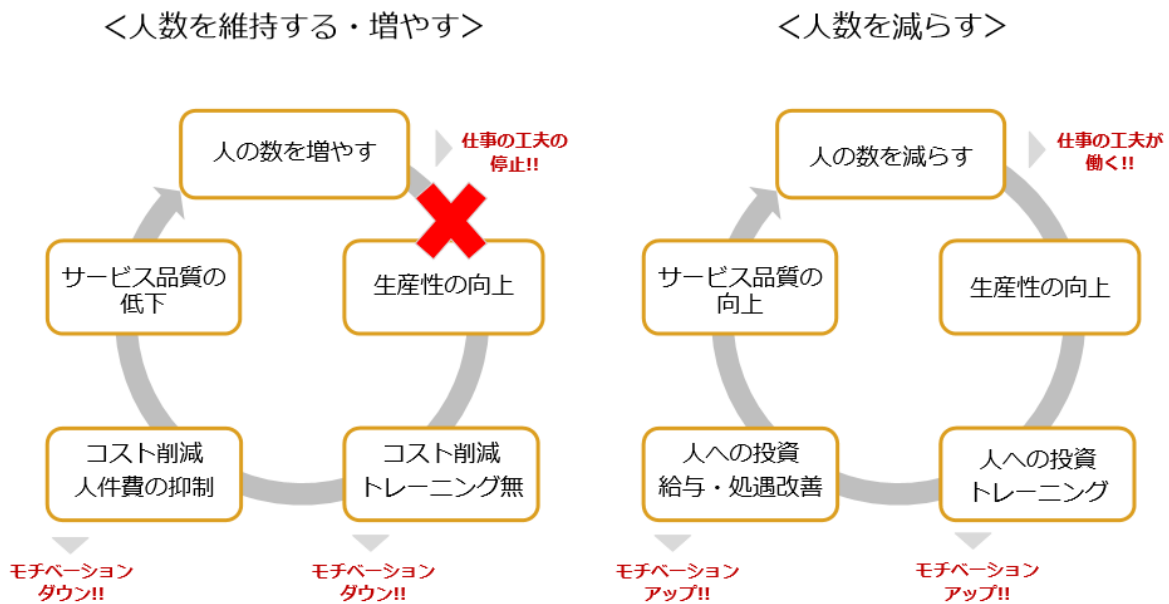 ＜人数を維持する・増やす＞
人の数を増やす
仕事の工夫の
停止!!
サービス品質の
低下
生産性の向上
コスト削減
人件費の抑制
コスト削減
トレーニング無
モチベーション
ダウン!!
モチベーション
ダウン!!
＜人数を減らす＞
人の数を減らす
仕事の工夫が
働く!!
サービス品質の
向上
生産性の向上
人への投資
給与・処遇改善
人への投資
トレーニング
モチベーション
アップ!!
モチベーション
アップ!!